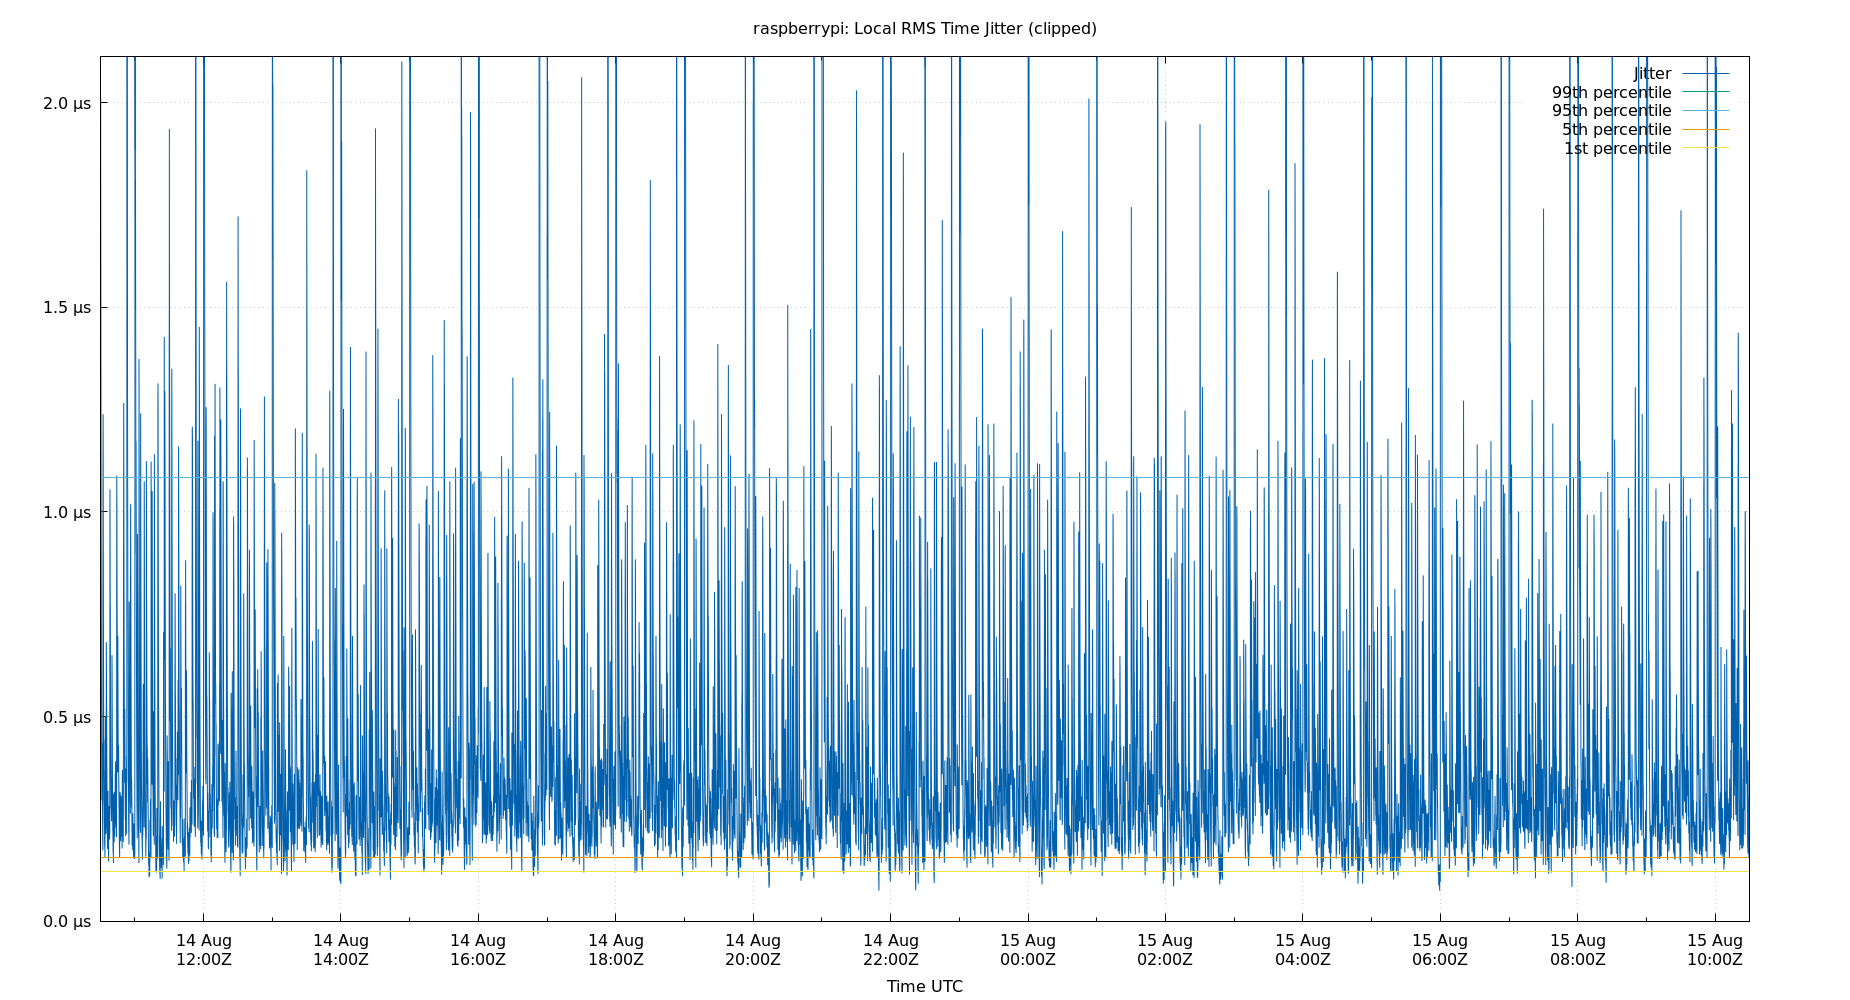 raspberrypi: Local RMS Time Jitter (clipped)
Jitter
99th percentile
95th percentile
5th percentile
1st percentile
2.0 µs
1.5 µs
1.0 µs
0.5 µs
0.0 µs
14 Aug 14 Aug 14 Aug 14 Aug 14 Aug 14 Aug 15 Aug 15 Aug 15 Aug 15 Aug 15 Aug 15 Aug
12:00Z 14:00Z 16:00Z 18:00Z 20:00Z 22:00Z 00:00Z 02:00Z 04:00Z 06:00Z 08:00Z 10:00Z
Time UTC